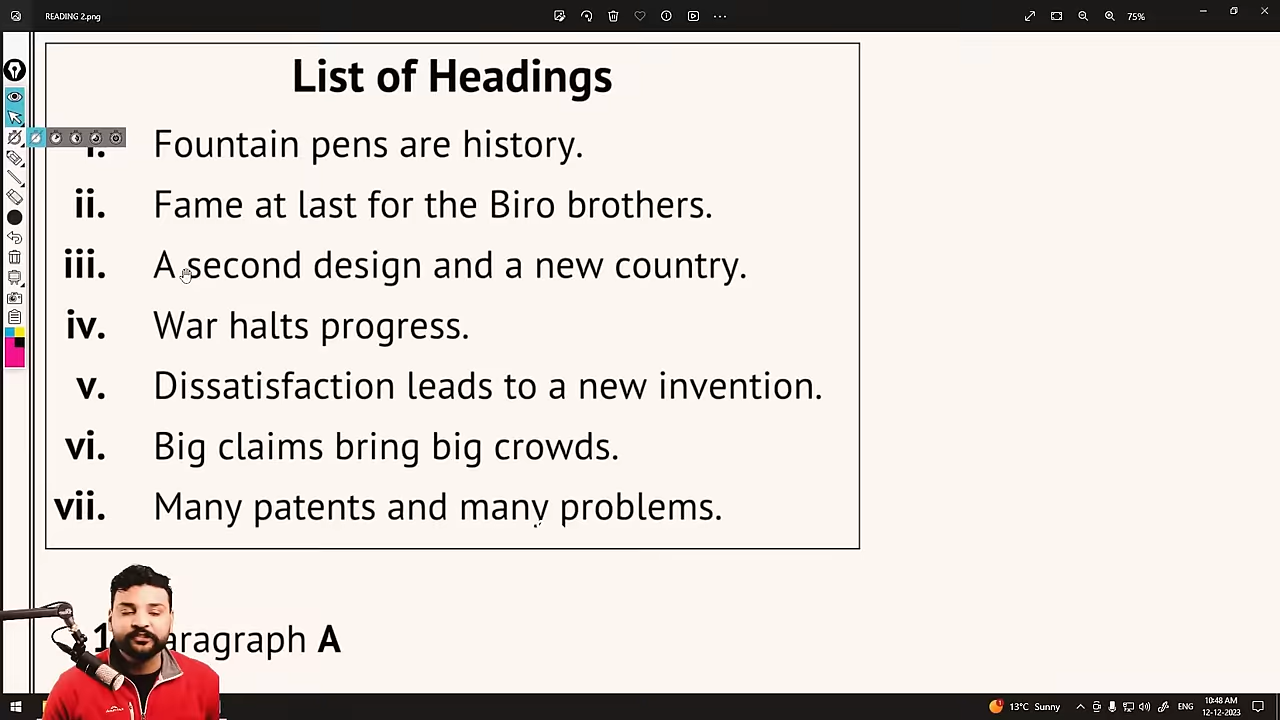 READING 2.png
75%
List of Headings
i. Fountain pens are history.
ii. Fame at last for the Biro brothers.
iii. A second design and a new country.
iv. War halts progress.
v. Dissatisfaction leads to a new invention.
vi. Big claims bring big crowds.
vii. Many patents and many problems.
1 Paragraph A
13°C Sunny
ENG
10:48 AM
12-12-2023